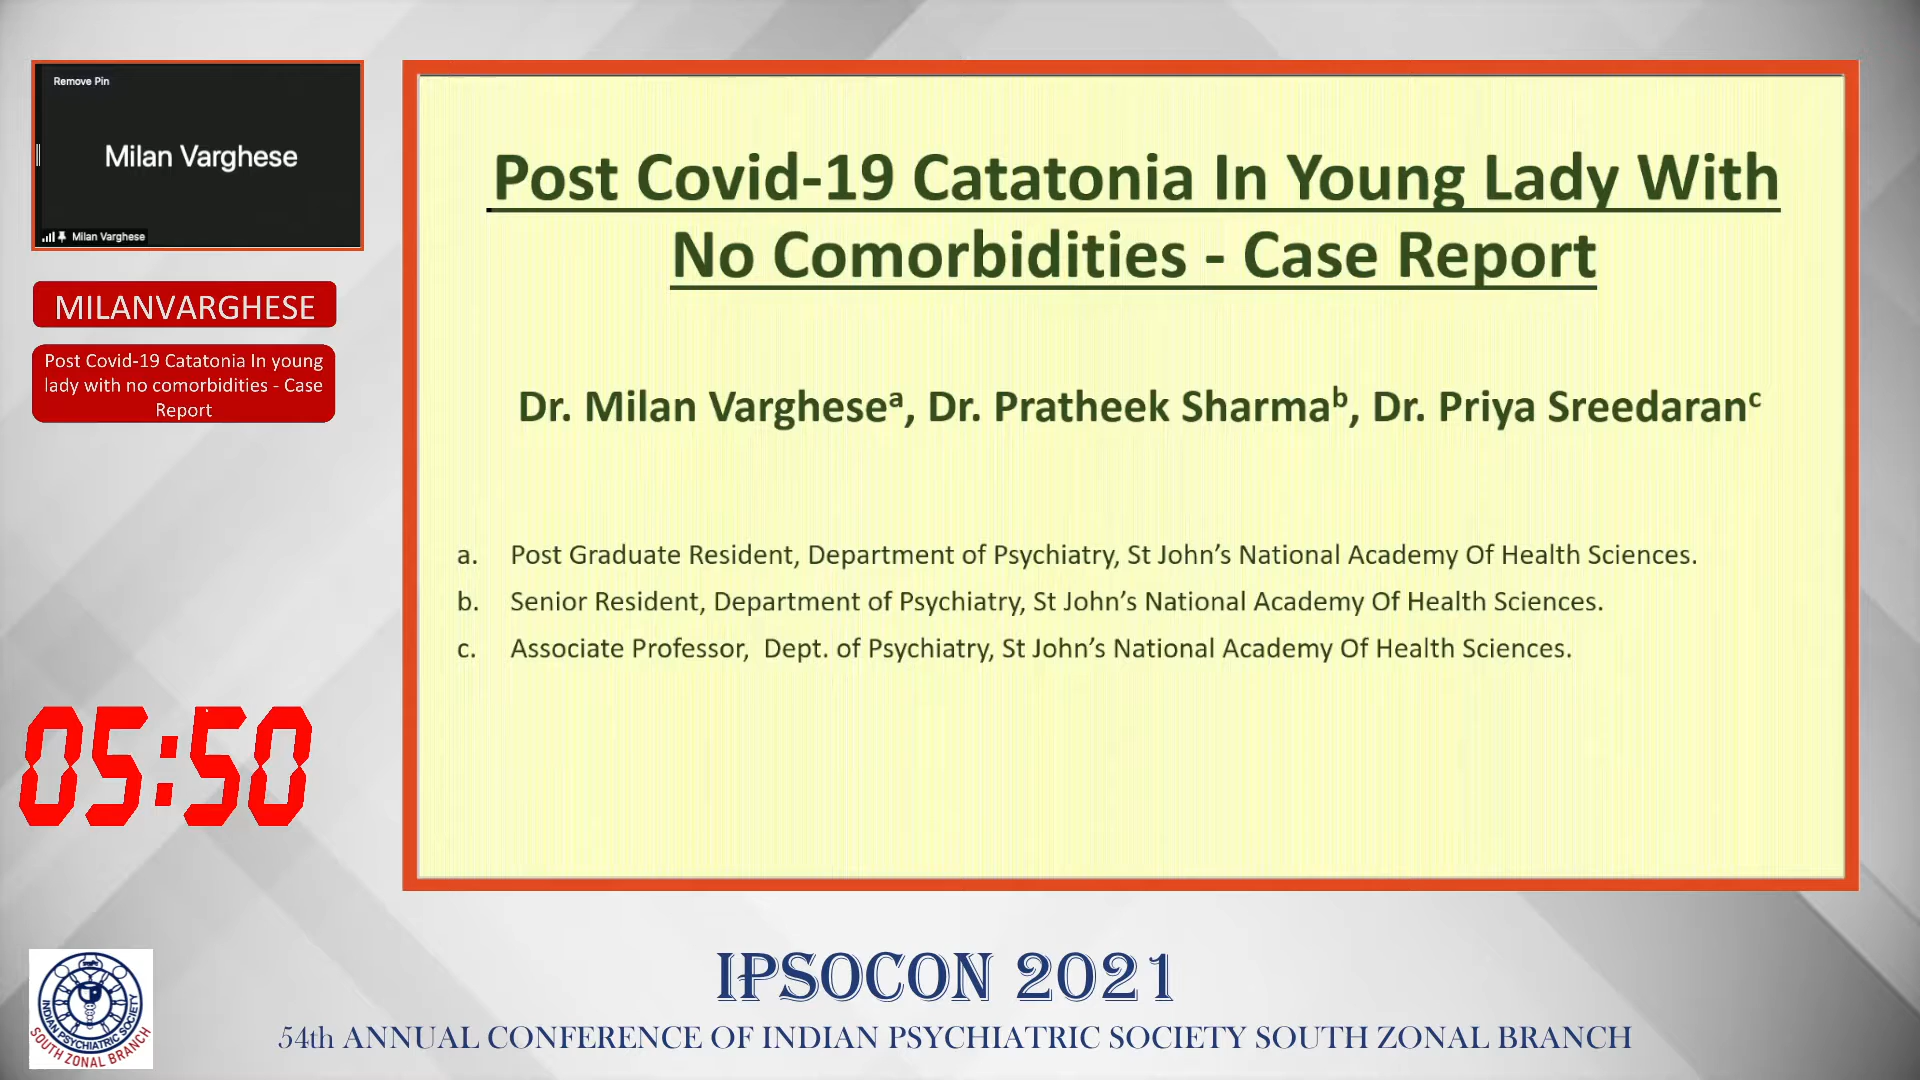 Remove Pin
Milan Varghese
Milan Varghese
MILANVARGHESE
Post Covid-19 Catatonia In young
lady with no comorbidities - Case
Report
05:50
Post Covid-19 Catatonia In Young Lady With
No Comorbidities - Case Report
Dr. Milan Varghese^a, Dr. Pratheek Sharma^b, Dr. Priya Sreedaran^c
a. Post Graduate Resident, Department of Psychiatry, St John’s National Academy Of Health Sciences.
b. Senior Resident, Department of Psychiatry, St John’s National Academy Of Health Sciences.
c. Associate Professor, Dept. of Psychiatry, St John’s National Academy Of Health Sciences.
INDIAN PSYCHIATRIC SOCIETY
SOUTH ZONAL BRANCH
IPSOCON 2021
54th ANNUAL CONFERENCE OF INDIAN PSYCHIATRIC SOCIETY SOUTH ZONAL BRANCH